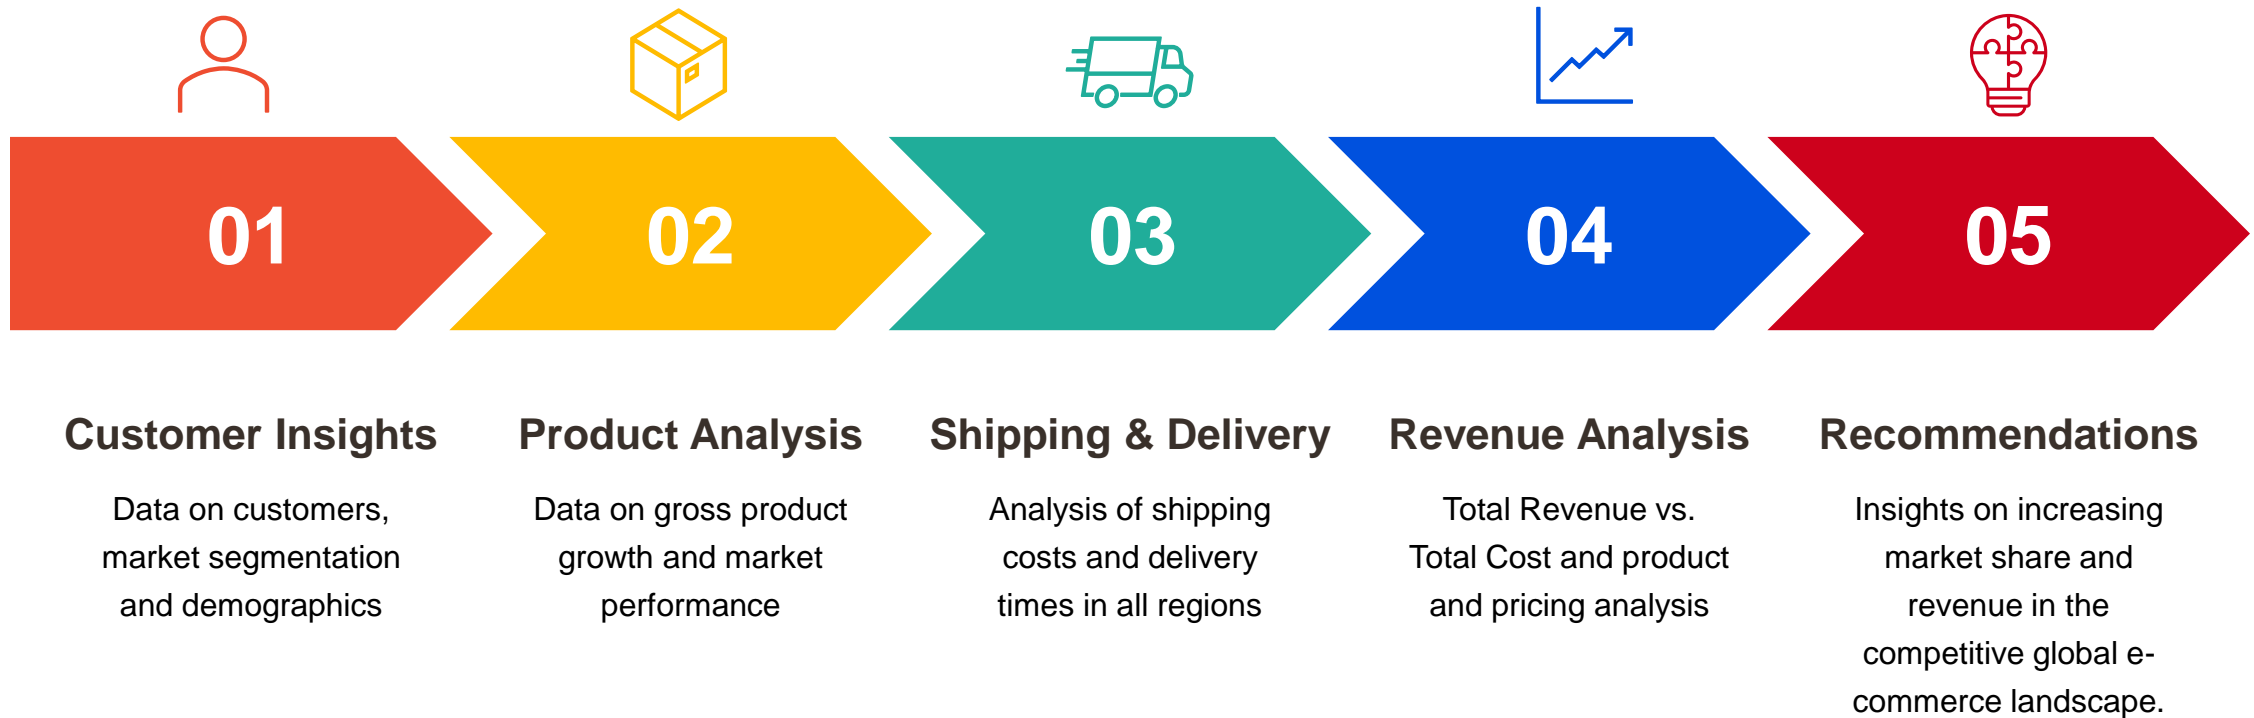 01
02
03
04
05
Customer Insights
Data on customers,
market segmentation
and demographics
Product Analysis
Data on gross product
growth and market
performance
Shipping & Delivery
Analysis of shipping
costs and delivery
times in all regions
Revenue Analysis
Total Revenue vs.
Total Cost and product
and pricing analysis
Recommendations
Insights on increasing
market share and
revenue in the
competitive global e-
commerce landscape.